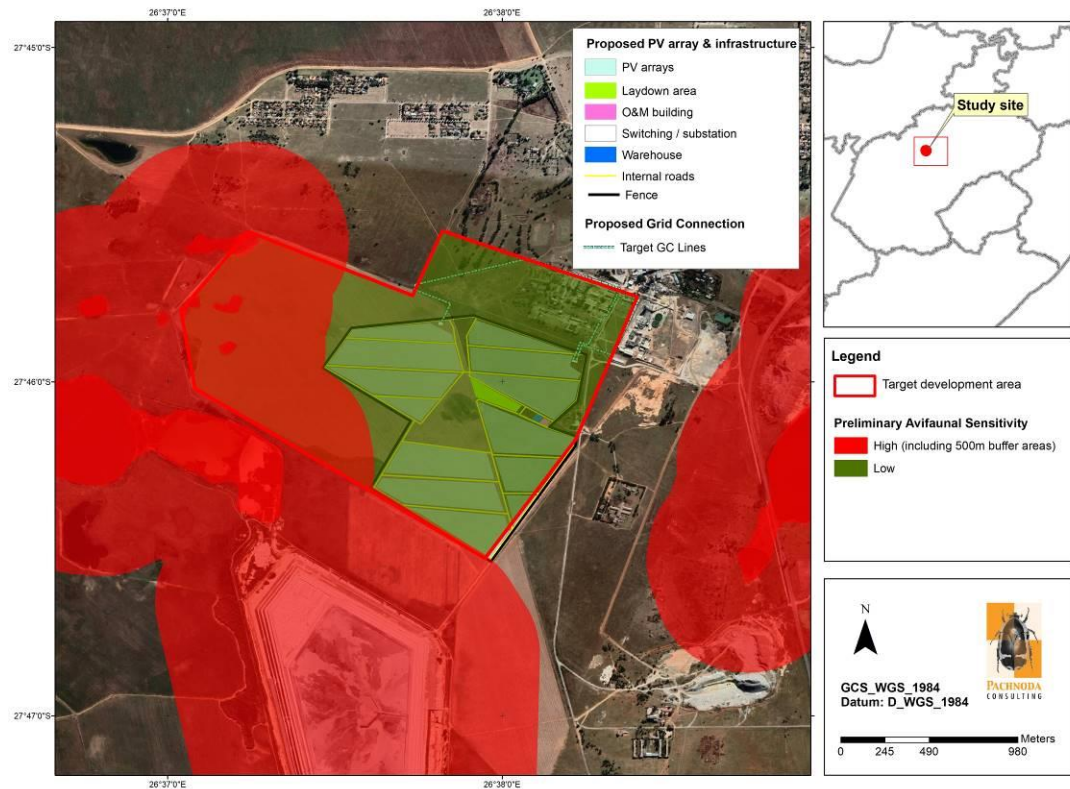 26°37'0"E
26°38'0"E
27°45'0"S
27°46'0"S
27°47'0"S
26°37'0"E
26°38'0"E
Proposed PV array & infrastructure
PV arrays
Laydown area
O&M building
Switching / substation
Warehouse
Internal roads
Fence
Proposed Grid Connection
Target GC Lines
Study site
Legend
Target development area
Preliminary Avifaunal Sensitivity
High (including 500m buffer areas)
Low
N
GCS_WGS_1984
Datum: D_WGS_1984
PACHNODA
CONSULTING
Meters
0 245 490 980